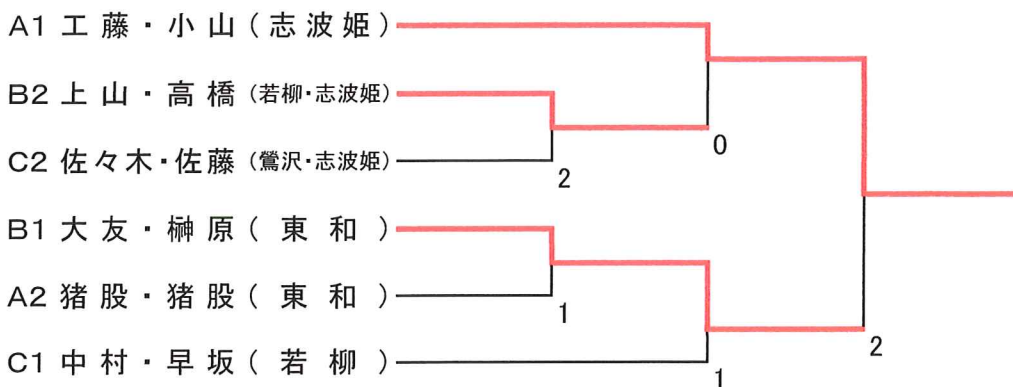 A1 工藤・小山(志波姫)
B2 上山・高橋(若柳・志波姫)
0
C2 佐々木・佐藤(鶯沢・志波姫)
2
B1 大友・榊原(東和)
A2 猪股・猪股(東和)
1
2
C1 中村・早坂(若柳)
1